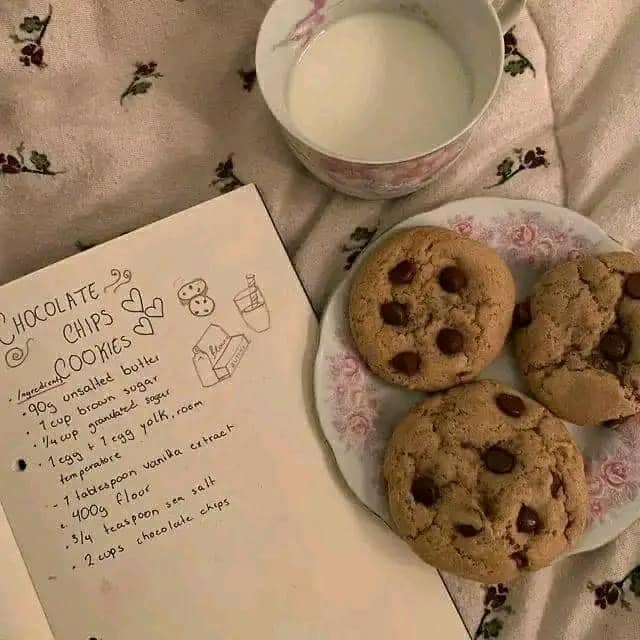 CHOCOLATE
CHIPS
COOKIES
· Ingredients
· 90g unsalted butter
· 1 cup brown sugar
· 1/4 cup granulated sugar
· 1 egg + 1 egg yolk, room
temperature
- 1 tablespoon vanilla extract
· 400g flour
· 3/4 teaspoon sea salt
· 2 cups chocolate chips